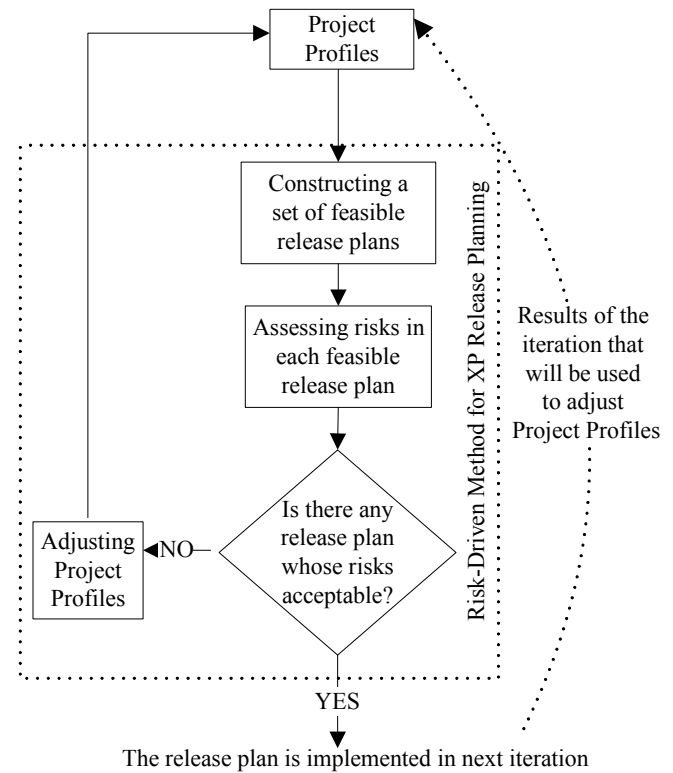 Project
Profiles
Constructing a
set of feasible
release plans
Assessing risks in
each feasible
release plan
Is there any
release plan
whose risks
acceptable?
NO
Adjusting
Project
Profiles
YES
The release plan is implemented in next iteration
Risk-Driven Method for XP Release Planning
Results of the
iteration that
will be used
to adjust
Project Profiles